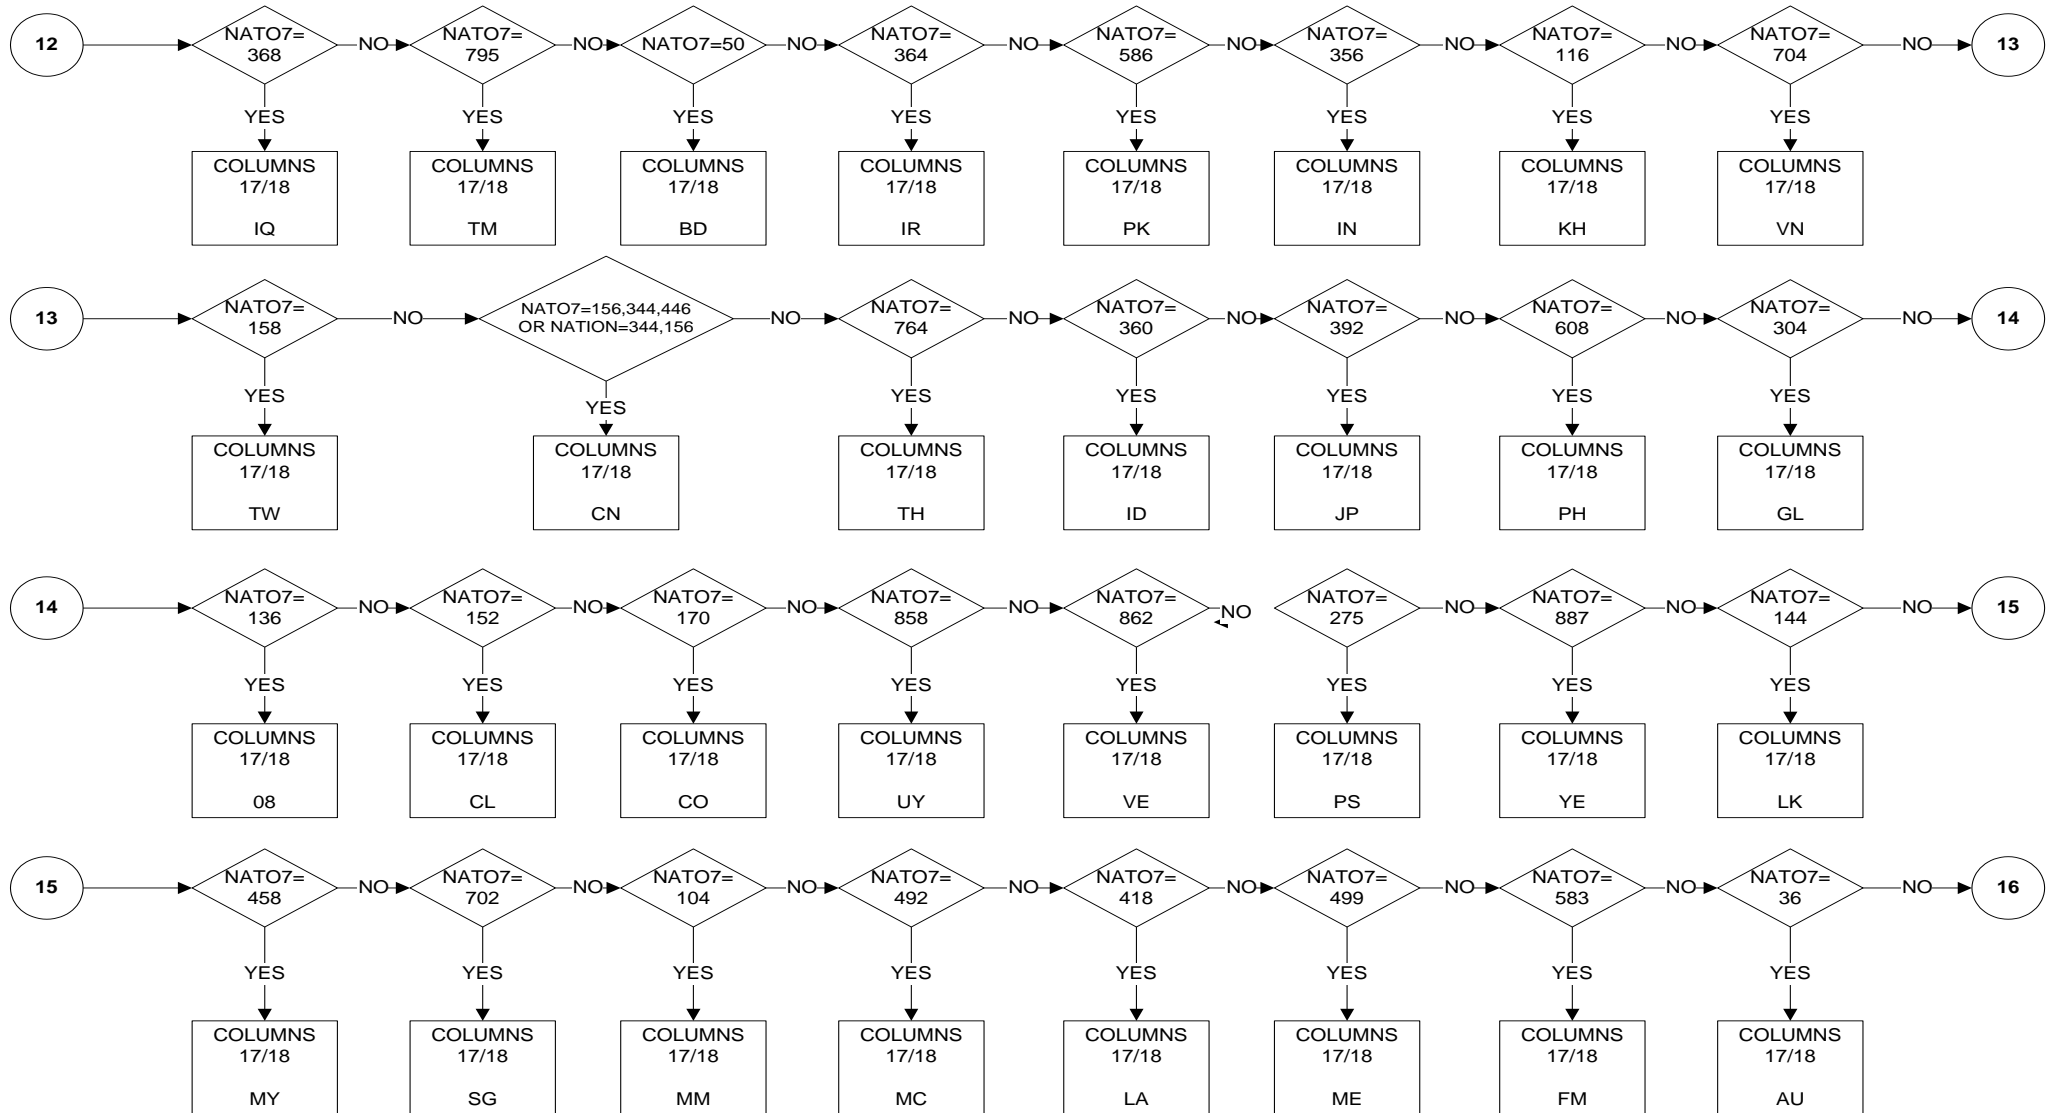 12
NATO7=
368
NO
NATO7=
795
NO
NATO7=50
NO
NATO7=
364
NO
NATO7=
586
NO
NATO7=
356
NO
NATO7=
116
NO
NATO7=
704
NO
13
YES
YES
YES
YES
YES
YES
YES
YES
COLUMNS
17/18
IQ
COLUMNS
17/18
TM
COLUMNS
17/18
BD
COLUMNS
17/18
IR
COLUMNS
17/18
PK
COLUMNS
17/18
IN
COLUMNS
17/18
KH
COLUMNS
17/18
VN
13
NATO7=
158
NO
NATO7=156,344,446
OR NATION=344,156
NO
NATO7=
764
NO
NATO7=
360
NO
NATO7=
392
NO
NATO7=
608
NO
NATO7=
304
NO
14
YES
YES
YES
YES
YES
YES
YES
COLUMNS
17/18
TW
COLUMNS
17/18
CN
COLUMNS
17/18
TH
COLUMNS
17/18
ID
COLUMNS
17/18
JP
COLUMNS
17/18
PH
COLUMNS
17/18
GL
14
NATO7=
136
NO
NATO7=
152
NO
NATO7=
170
NO
NATO7=
858
NO
NATO7=
862
NO
NATO7=
275
NO
NATO7=
887
NO
NATO7=
144
NO
15
YES
YES
YES
YES
YES
YES
YES
YES
COLUMNS
17/18
08
COLUMNS
17/18
CL
COLUMNS
17/18
CO
COLUMNS
17/18
UY
COLUMNS
17/18
VE
COLUMNS
17/18
PS
COLUMNS
17/18
YE
COLUMNS
17/18
LK
15
NATO7=
458
NO
NATO7=
702
NO
NATO7=
104
NO
NATO7=
492
NO
NATO7=
418
NO
NATO7=
499
NO
NATO7=
583
NO
NATO7=
36
NO
16
YES
YES
YES
YES
YES
YES
YES
YES
COLUMNS
17/18
MY
COLUMNS
17/18
SG
COLUMNS
17/18
MM
COLUMNS
17/18
MC
COLUMNS
17/18
LA
COLUMNS
17/18
ME
COLUMNS
17/18
FM
COLUMNS
17/18
AU